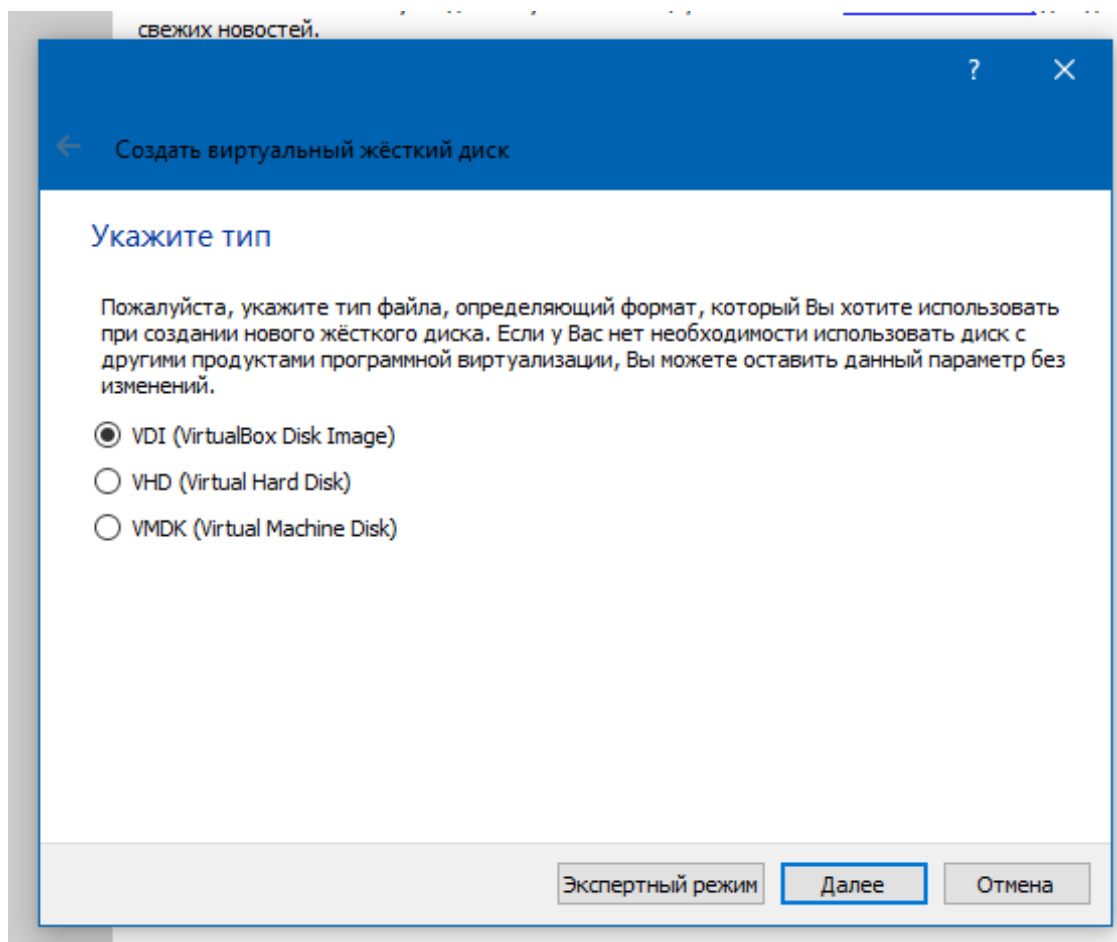 свежих новостей.
?
Создать виртуальный жёсткий диск
Укажите тип
Пожалуйста, укажите тип файла, определяющий формат, который Вы хотите использовать
при создании нового жёсткого диска. Если у Вас нет необходимости использовать диск с
другими продуктами программной виртуализации, Вы можете оставить данный параметр без
изменений.
VDI (VirtualBox Disk Image)
VHD (Virtual Hard Disk)
VMDK (Virtual Machine Disk)
Экспертный режим Далее Отмена